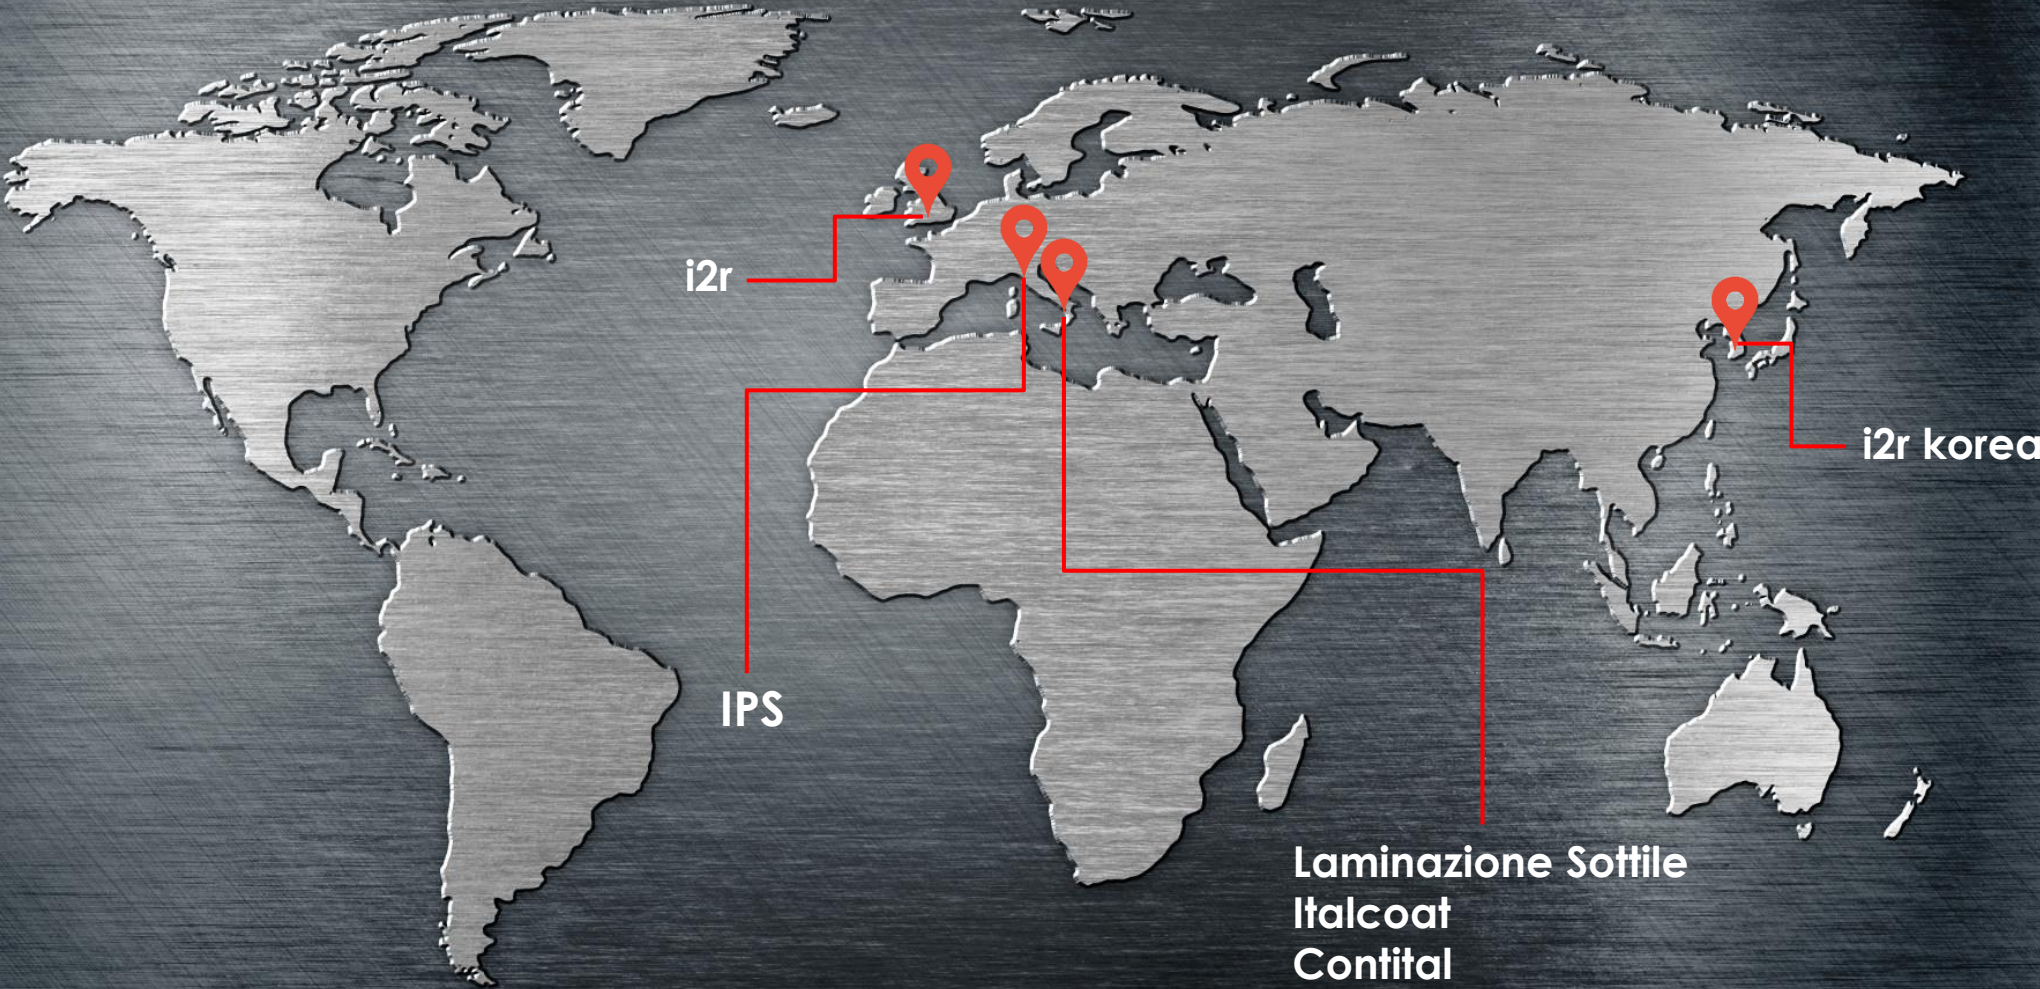 i2r
i2r korea
IPS
Laminazione Sottile
Italcoat
Contital